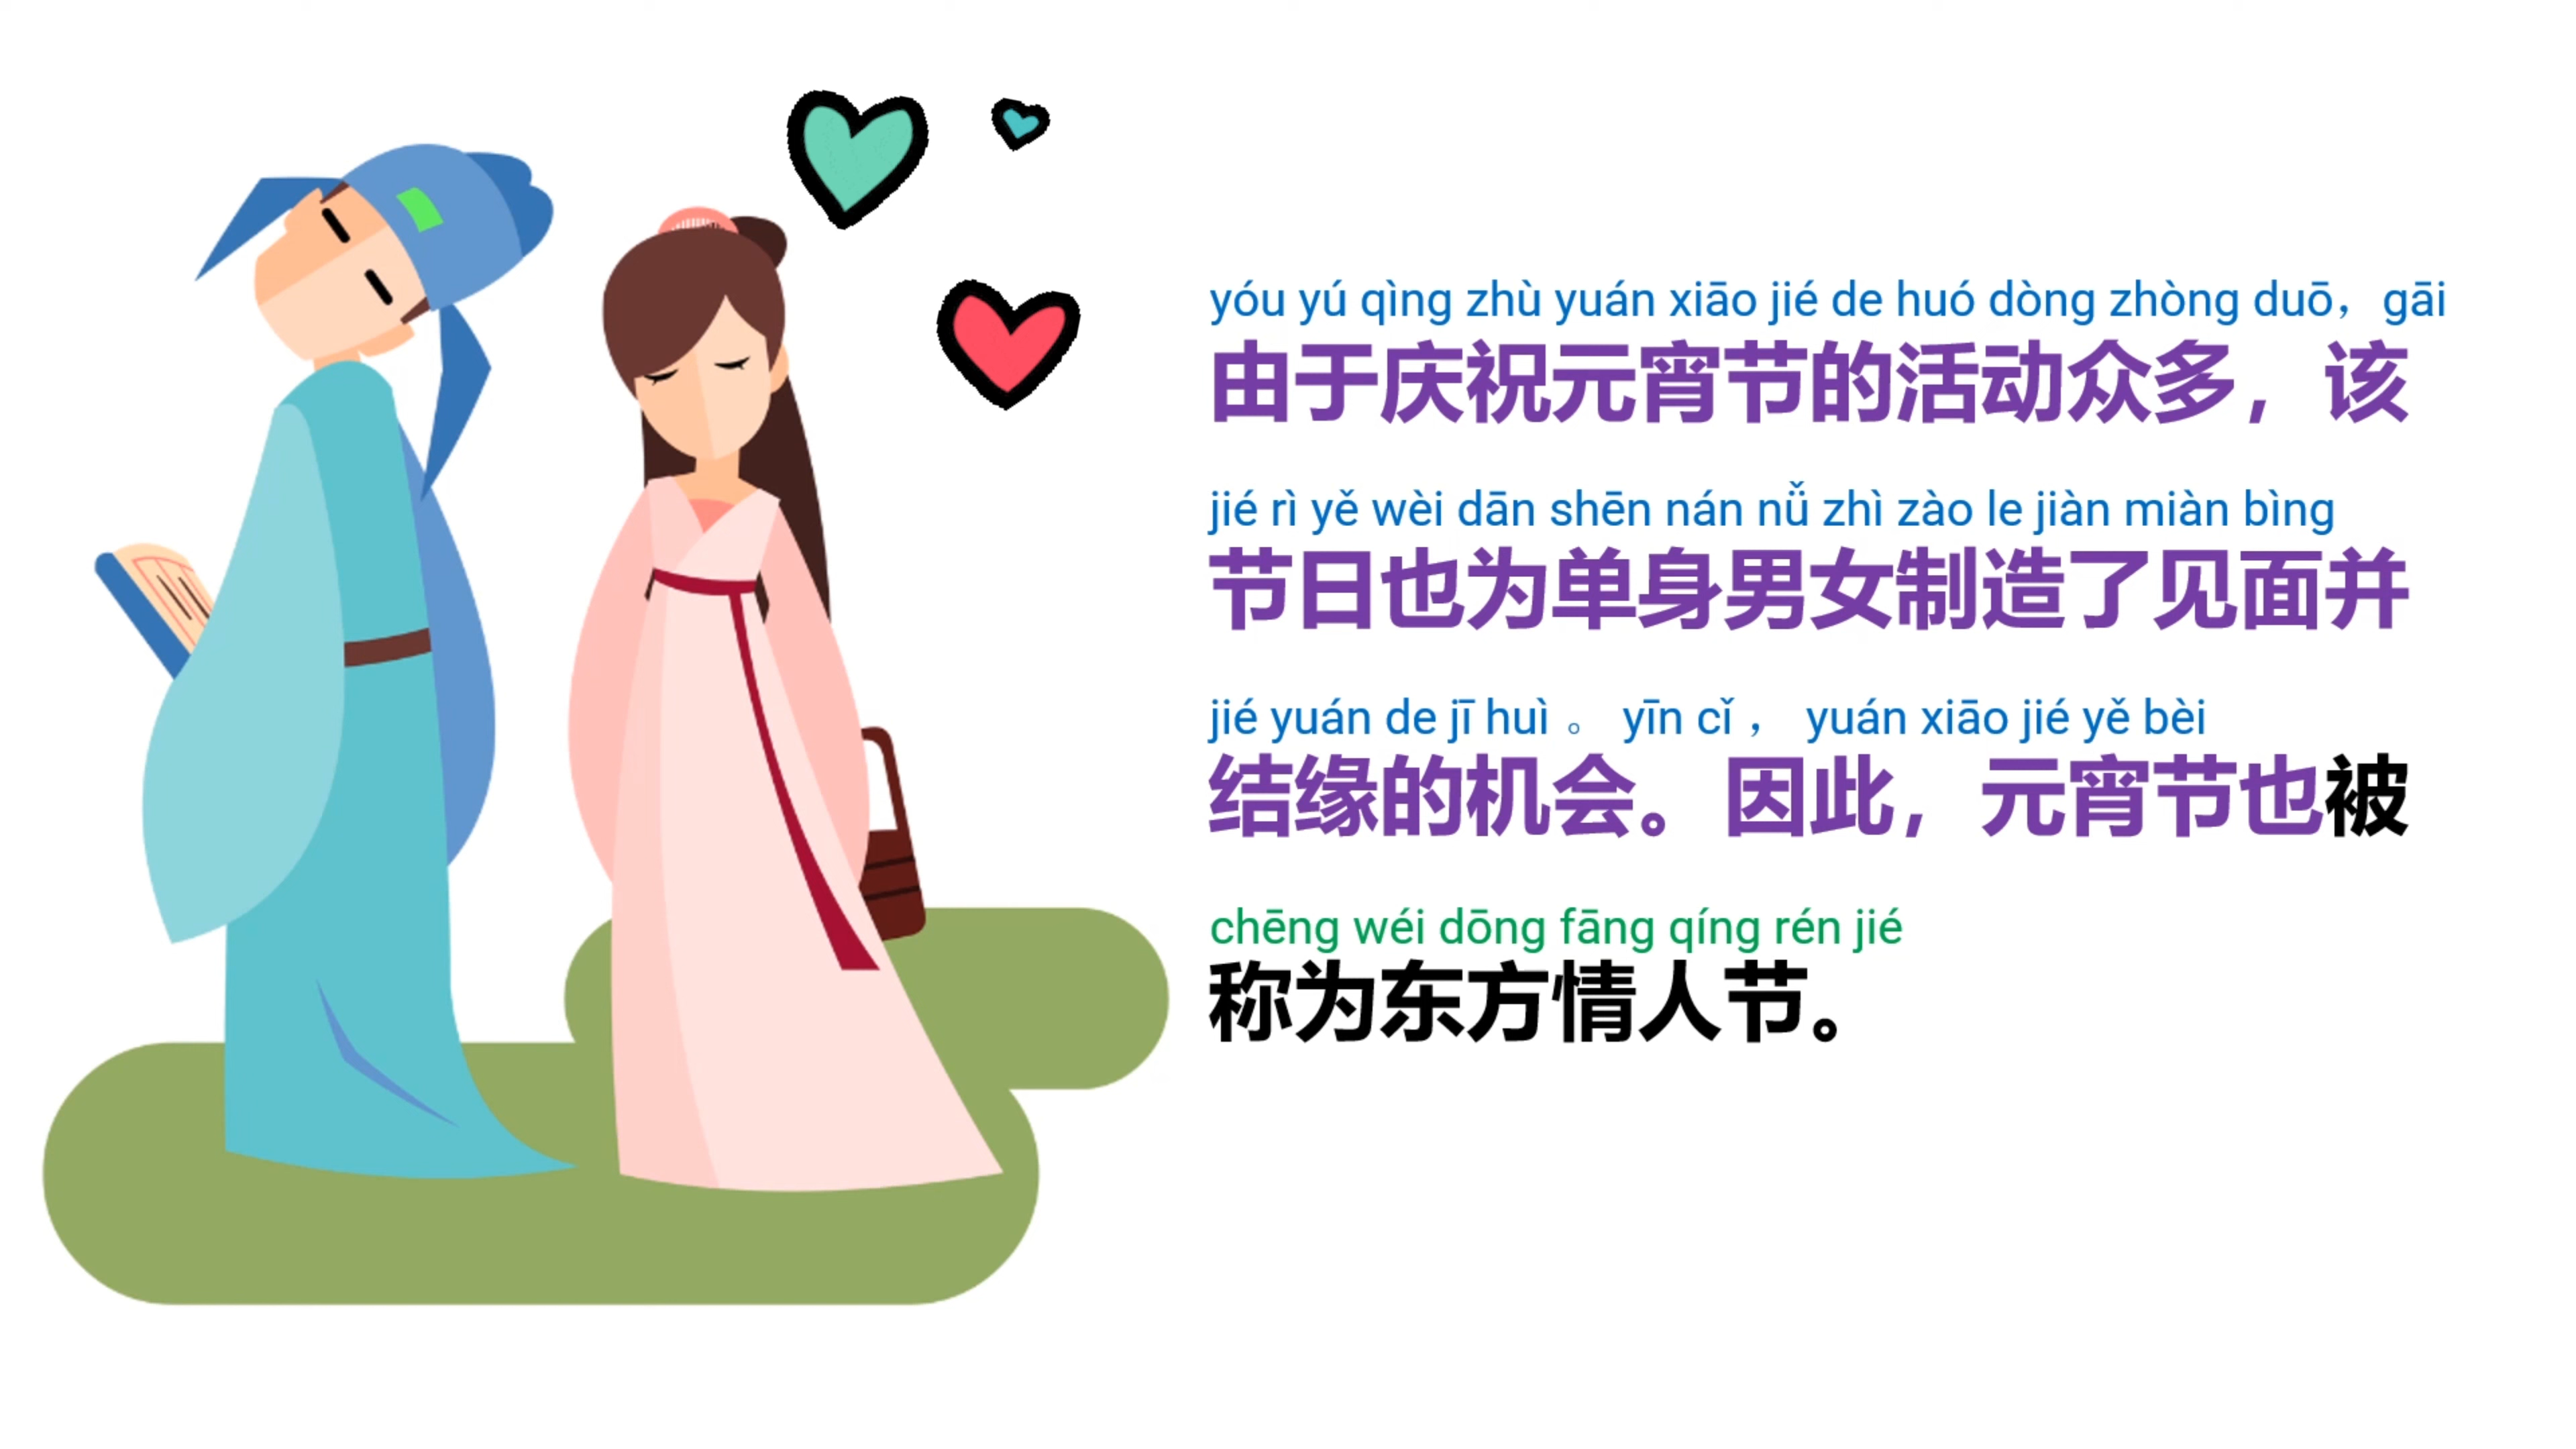 yóu yú qìng zhù yuán xiāo jié de huó dòng zhòng duō，gāi
由于庆祝元宵节的活动众多，该
jié rì yě wèi dān shēn nán nǚ zhì zào le jiàn miàn bìng
节日也为单身男女制造了见面并
jié yuán de jī huì 。 yīn cǐ ， yuán xiāo jié yě bèi
结缘的机会。因此，元宵节也被
chēng wéi dōng fāng qíng rén jié
称为东方情人节。